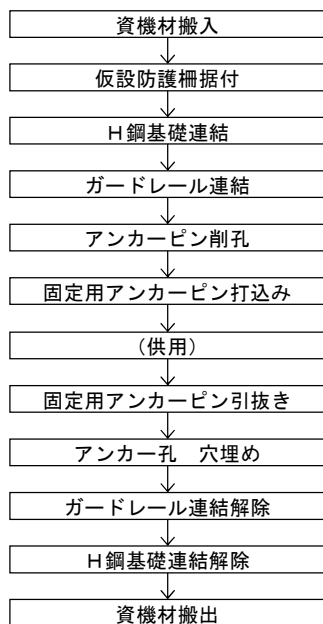 資機材搬入
仮設防護柵据付
Ｈ鋼基礎連結
ガードレール連結
アンカーピン削孔
固定用アンカーピン打込み
（供用）
固定用アンカーピン引抜き
アンカー孔　穴埋め
ガードレール連結解除
Ｈ鋼基礎連結解除
資機材搬出